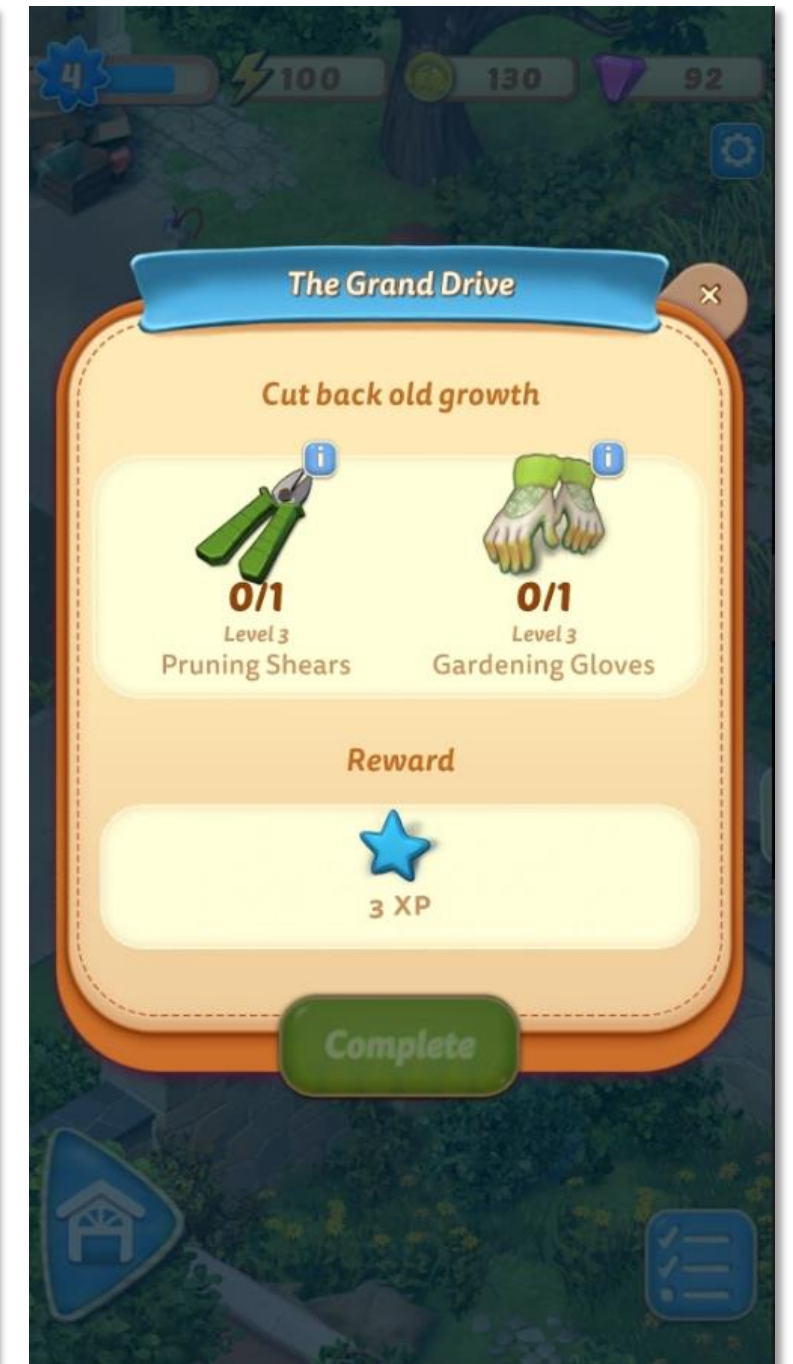 4 100 130 92
The Grand Drive
Cut back old growth
i i
0/1 0/1
Level 3 Level 3
Pruning Shears Gardening Gloves
Reward
3 XP
Complete